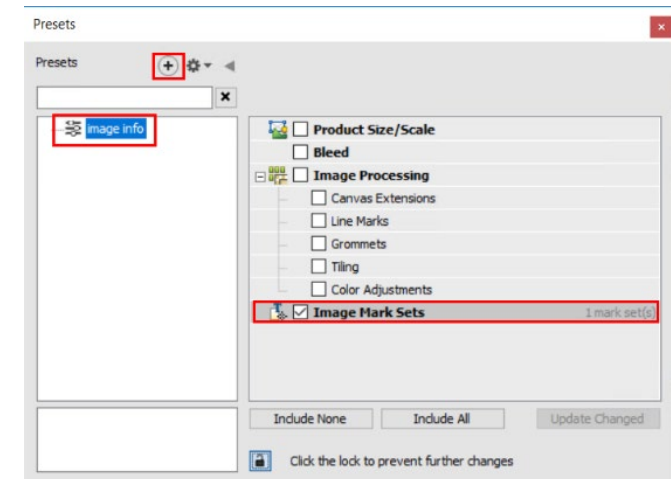 Presets
Presets
image info
Product Size/Scale
Bleed
Image Processing
Canvas Extensions
Line Marks
Grommets
Tiling
Color Adjustments
Image Mark Sets 1 mark set(s)
Include None Include All Update Changed
Click the lock to prevent further changes